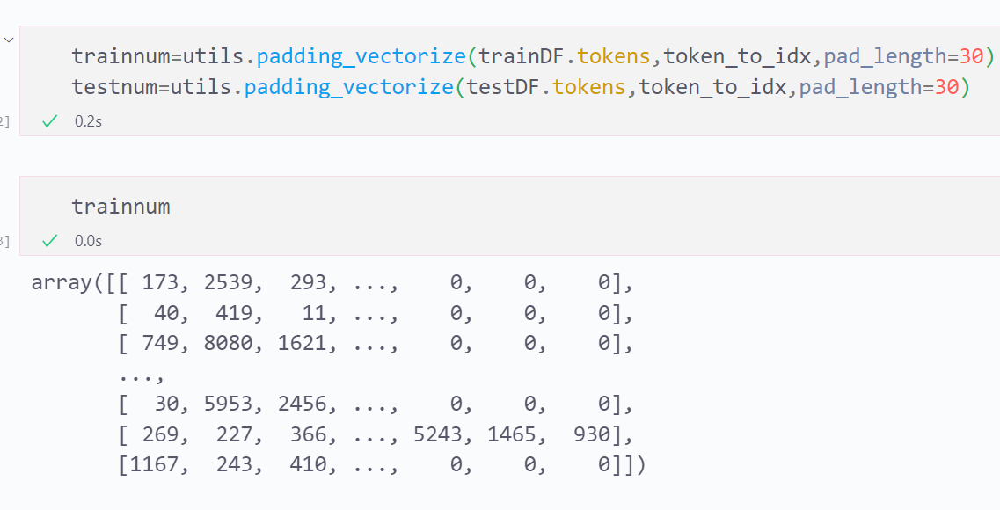 trainnum=utils.padding_vectorize(trainDF.tokens,token_to_idx,pad_length=30)
testnum=utils.padding_vectorize(testDF.tokens,token_to_idx,pad_length=30)
2]
0.2s
trainnum
3]
0.0s
array([[ 173, 2539, 293, ..., 0, 0, 0],
[ 40, 419, 11, ..., 0, 0, 0],
[ 749, 8080, 1621, ..., 0, 0, 0],
...,
[ 30, 5953, 2456, ..., 0, 0, 0],
[ 269, 227, 366, ..., 5243, 1465, 930],
[1167, 243, 410, ..., 0, 0, 0]])